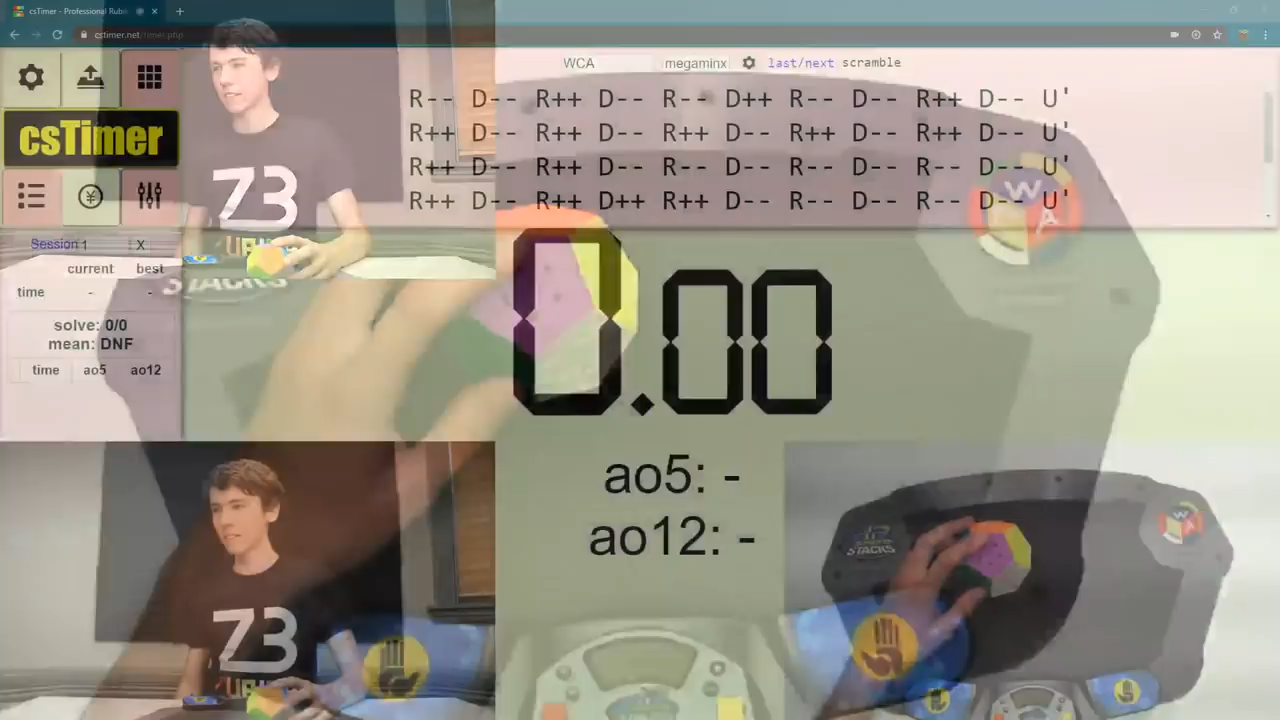 csTimer - Professional Rubi
cstimer.net/timer.php
WCA megaminx last/next scramble
R-- D-- R++ D-- R-- D++ R-- D-- R++ D-- U'
R++ D-- R++ D-- R++ D-- R++ D-- R++ D-- U'
R++ D-- R++ D-- R-- D-- R-- D-- R-- D-- U'
R++ D-- R++ D++ R++ D-- R-- D-- R-- D-- U'
csTimer
Z3
Session 1 X
current best
time - -
solve: 0/0
mean: DNF
time ao5 ao12
STACKS
W
A
0.00
ao5: -
ao12: -
STACKS
W
A
Z3